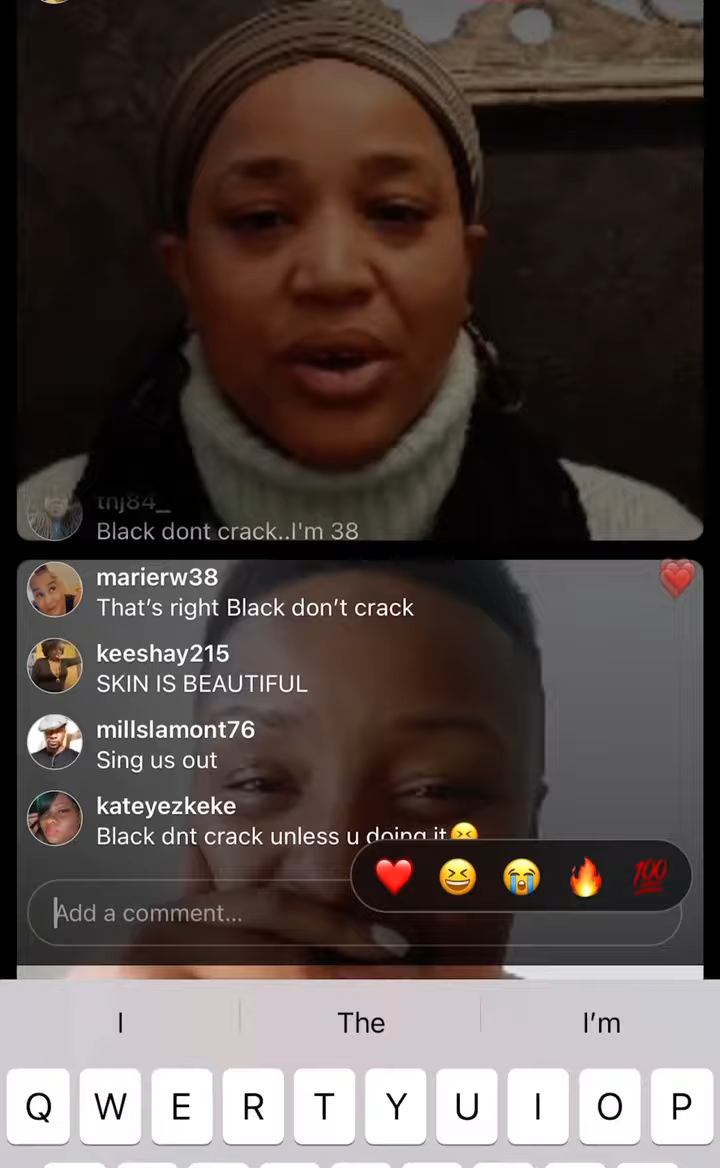 tnj84_
Black dont crack..I'm 38
marierw38
That's right Black don't crack
keeshay215
SKIN IS BEAUTIFUL
millslamont76
Sing us out
kateyezkeke
Black dnt crack unless u doing it😆
❤️ 😆 😭 🔥 💯
Add a comment...
I The I'm
Q W E R T Y U I O P